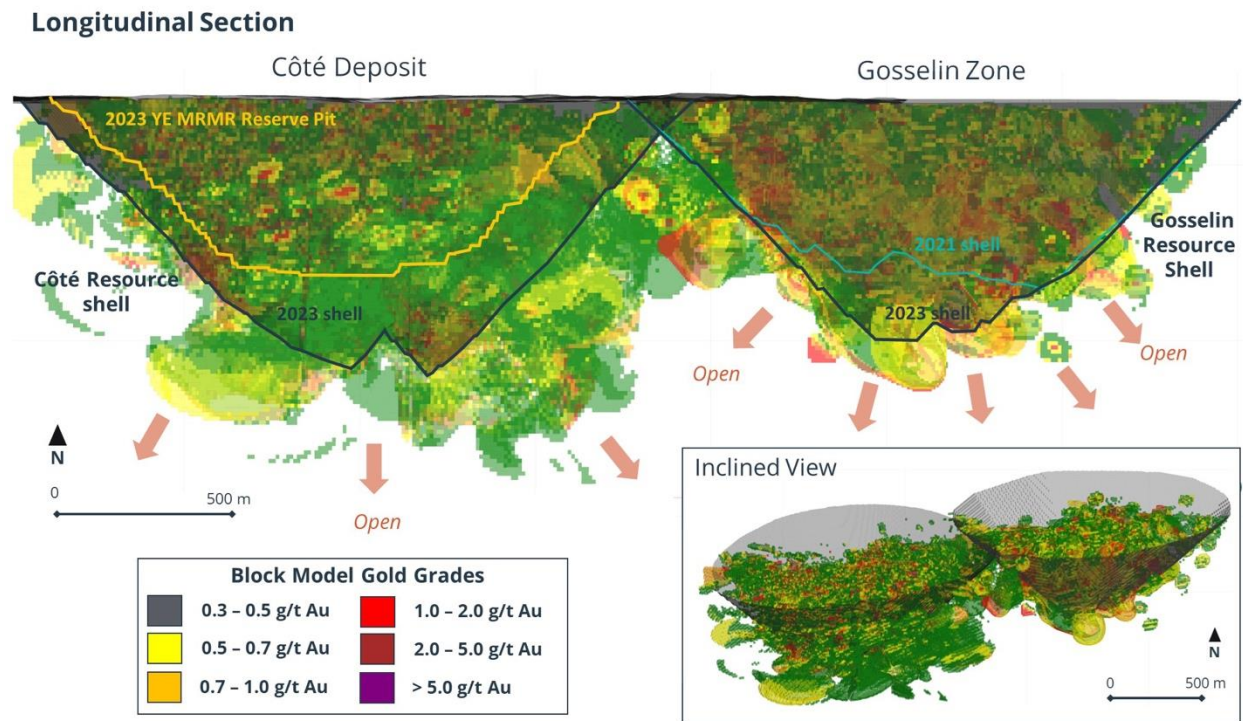 Longitudinal Section
Côté Deposit
Gosselin Zone
2023 YE MRMR Reserve Pit
Côté Resource
shell
2023 shell
2021 shell
2023 shell
Gosselin
Resource
Shell
Open
Open
Open
N
0 500 m
Block Model Gold Grades
0.3 – 0.5 g/t Au
1.0 – 2.0 g/t Au
0.5 – 0.7 g/t Au
2.0 – 5.0 g/t Au
0.7 – 1.0 g/t Au
> 5.0 g/t Au
Inclined View
N
0 500 m